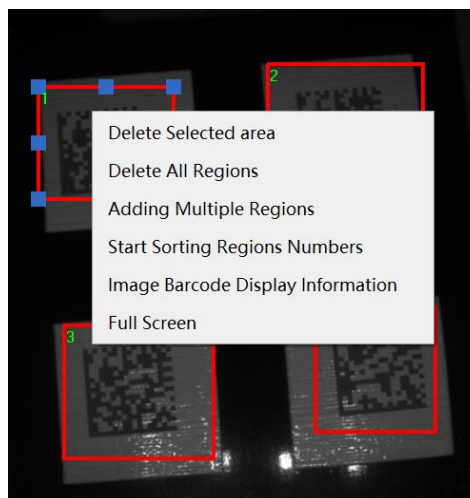 1
2
Delete Selected area
Delete All Regions
Adding Multiple Regions
Start Sorting Regions Numbers
Image Barcode Display Information
Full Screen
3